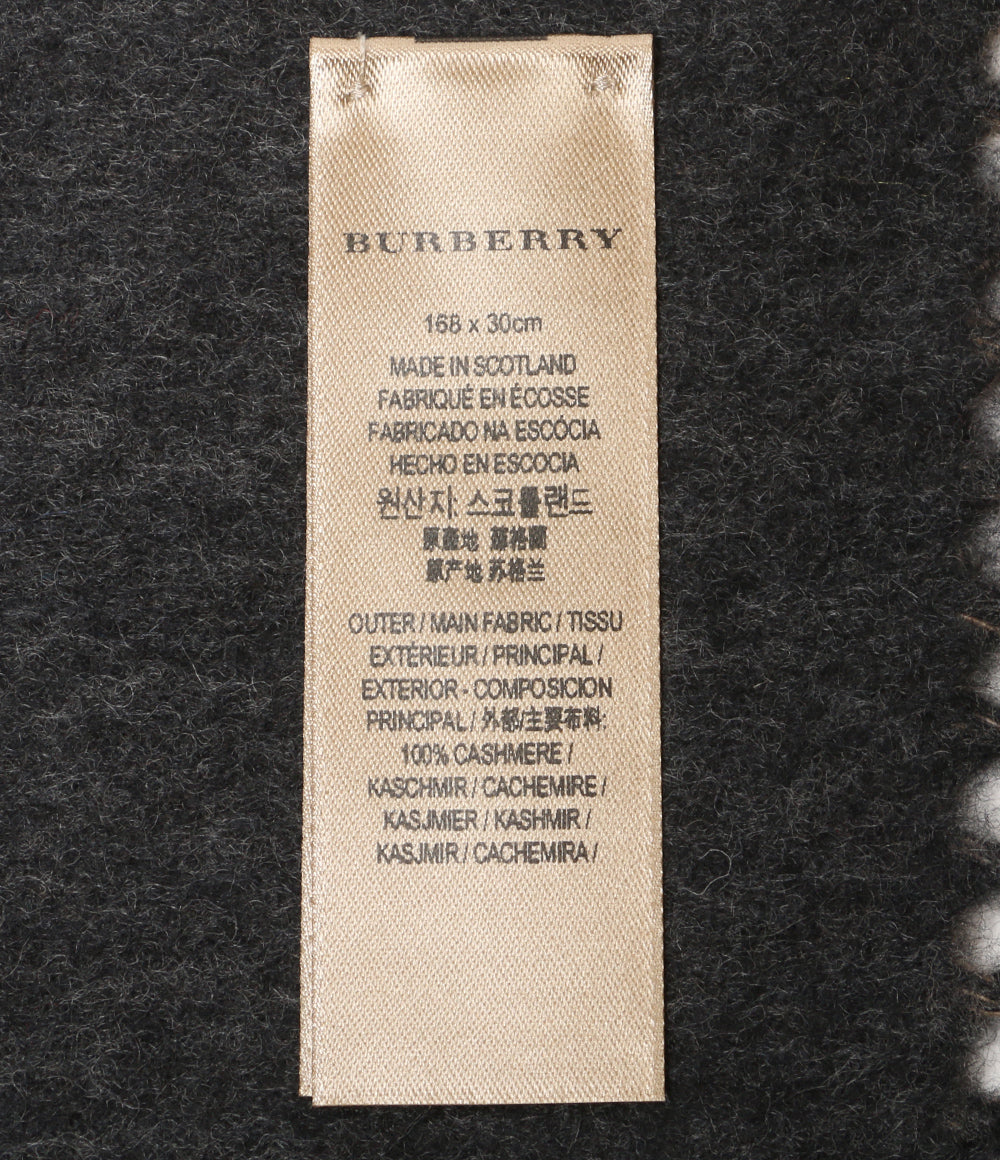 BURBERRY
168 x 30cm
MADE IN SCOTLAND
FABRIQUÉ EN ÉCOSSE
FABRICADO NA ESCÓCIA
HECHO EN ESCOCIA
원산지. 스코틀랜드
原産地 蘇格蘭
原产地 苏格兰
OUTER / MAIN FABRIC / TISSU
EXTÉRIEUR / PRINCIPAL /
EXTERIOR - COMPOSICION
PRINCIPAL / 外部/主要布料:
100% CASHMERE /
KASCHMIR / CACHEMIRE /
KASJMIER / KASHMIR /
KASJMIR / CACHEMIRA /